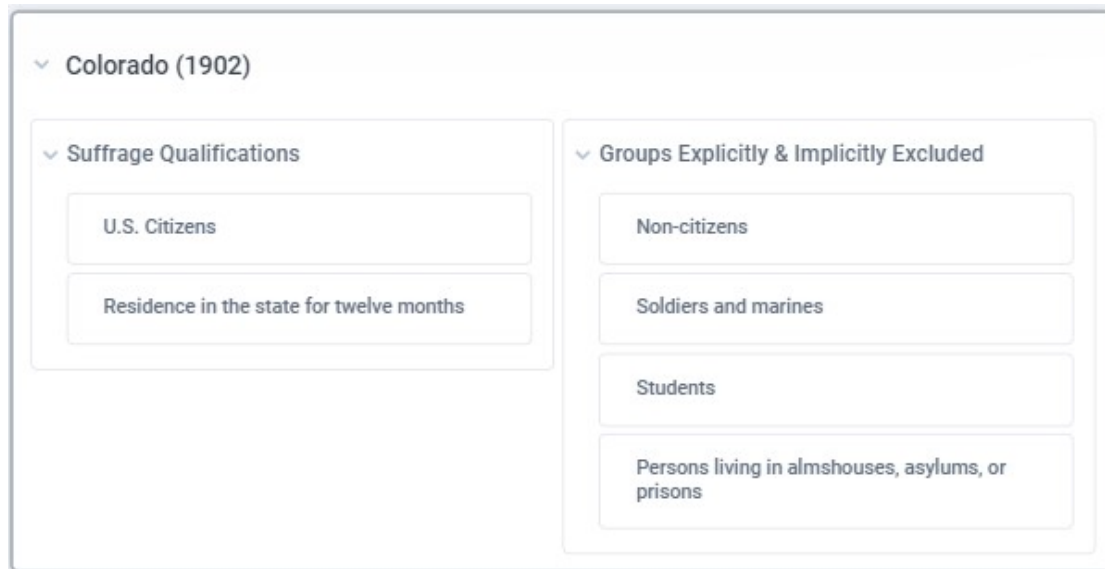 Colorado (1902)
Suffrage Qualifications
U.S. Citizens
Residence in the state for twelve months
Groups Explicitly & Implicitly Excluded
Non-citizens
Soldiers and marines
Students
Persons living in almshouses, asylums, or
prisons